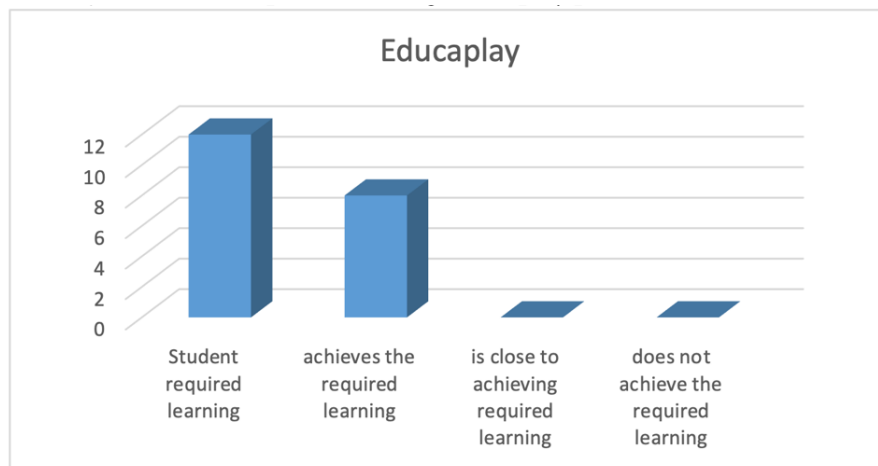 Educaplay
12
10
8
6
4
2
0
Student
required
learning
achieves the
required
learning
is close to
achieving
required
learning
does not
achieve the
required
learning